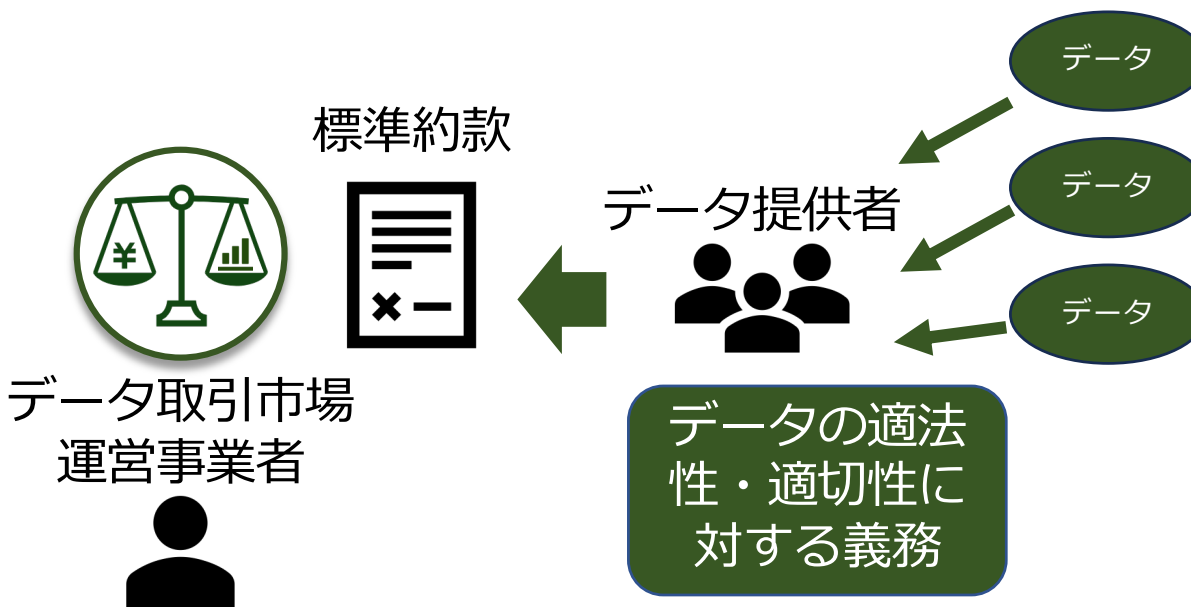 データ
標準約款
データ
データ提供者
¥
データ
データ取引市場
運営事業者
データの適法
性・適切性に
対する義務